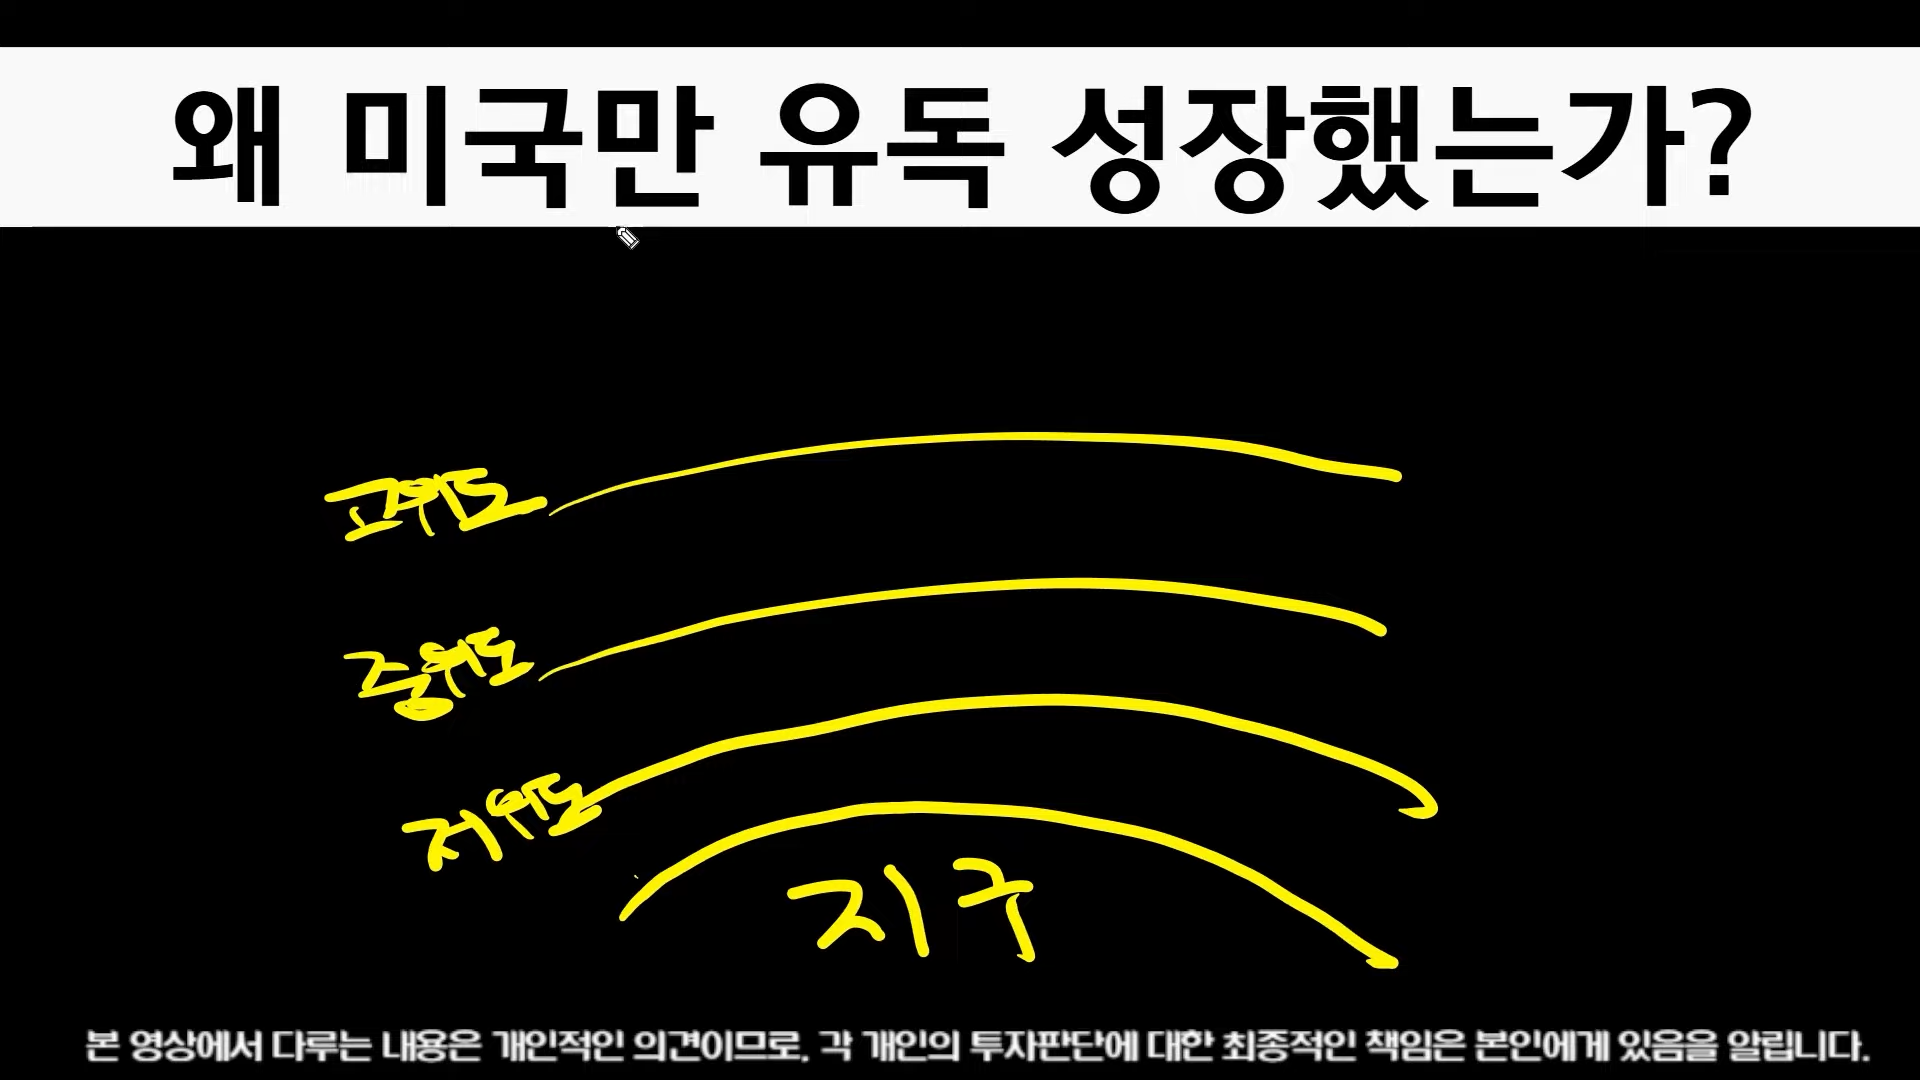 왜 미국만 유독 성장했는가?
고위도
중위도
저위도
지구
본 영상에서 다루는 내용은 개인적인 의견이므로, 각 개인의 투자판단에 대한 최종적인 책임은 본인에게 있음을 알립니다.